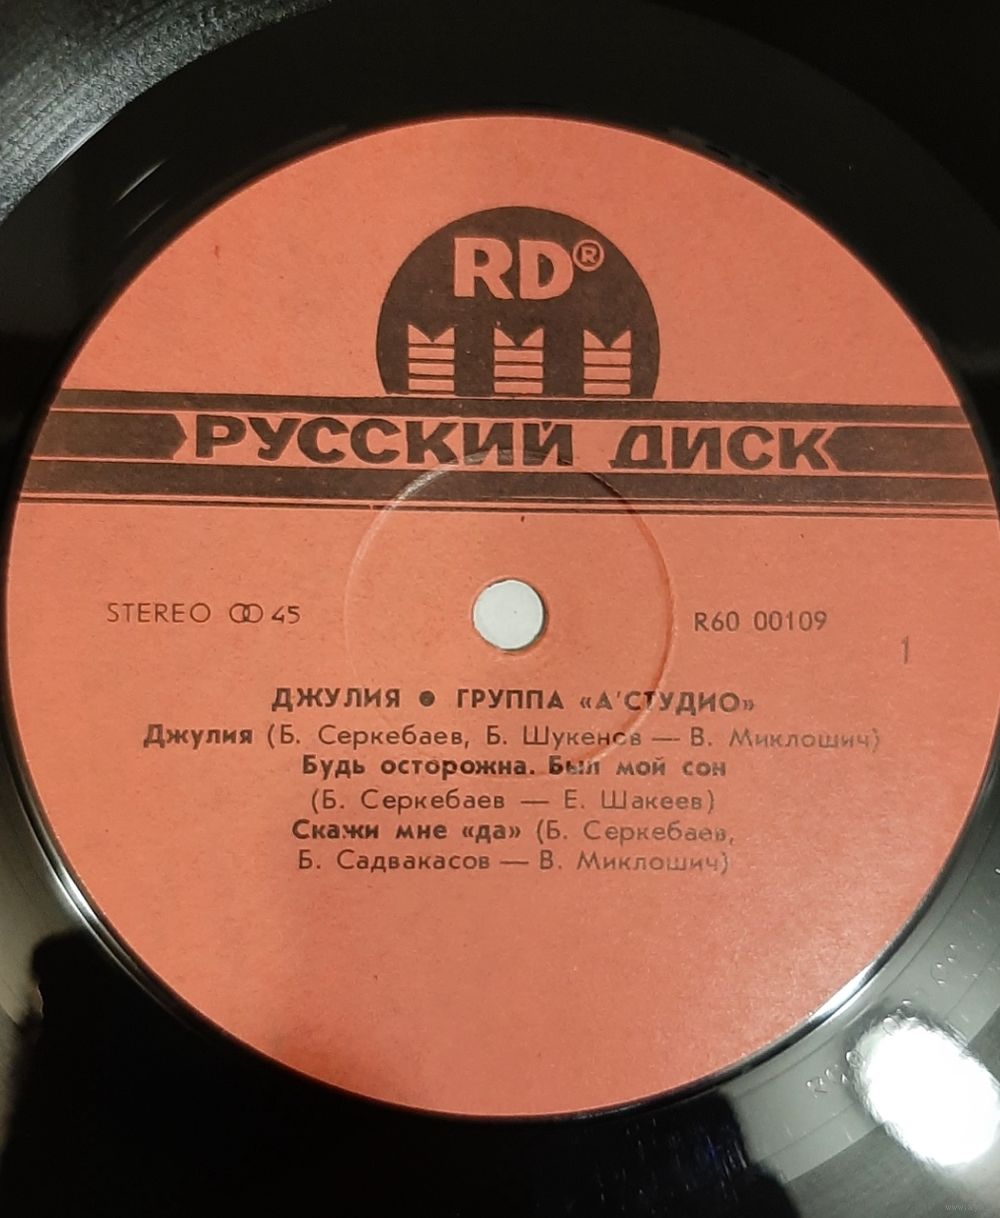 RD®
РУССКИЙ ДИСК
STEREO ꝏ 45
R60 00109
1
ДЖУЛИЯ ● ГРУППА «А'СТУДИО»
Джулия (Б. Серкебаев, Б. Шукенов — В. Миклошич)
Будь осторожна. Был мой сон
(Б. Серкебаев — Е. Шакеев)
Скажи мне «да» (Б. Серкебаев,
Б. Садвакасов — В. Миклошич)